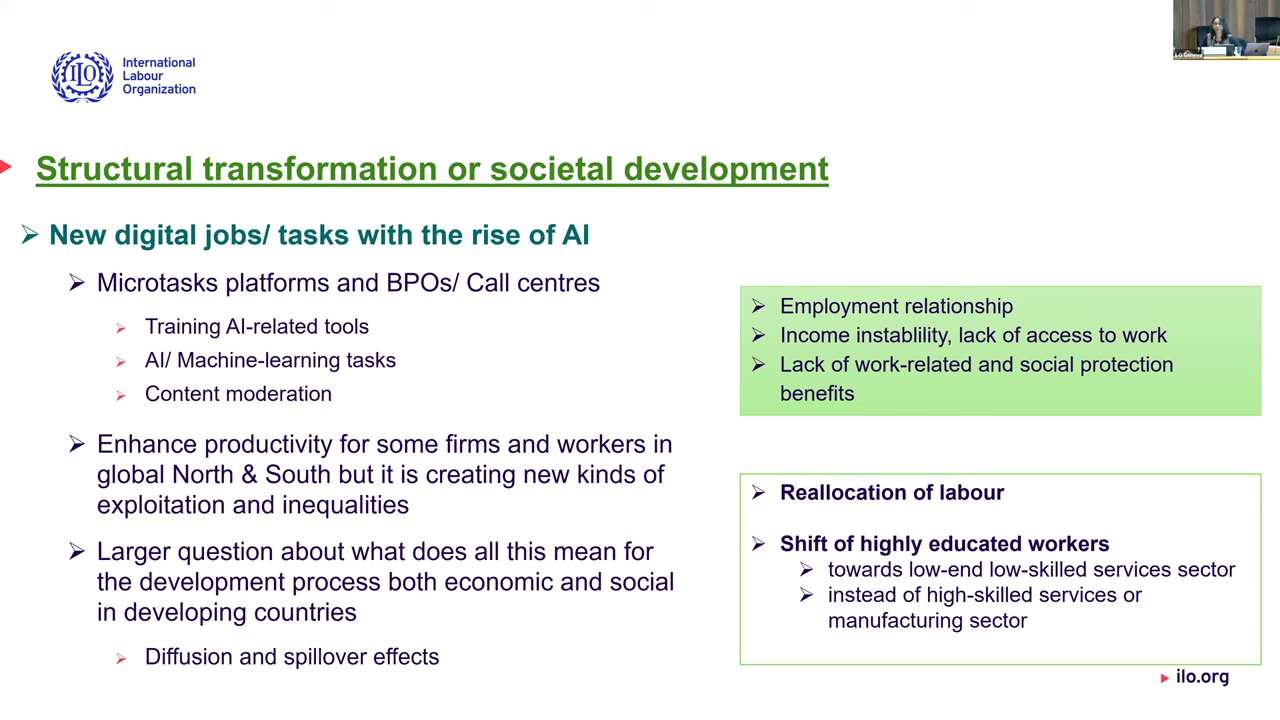 ILO
International
Labour
Organization
ILO Geneva
Structural transformation or societal development
New digital jobs/ tasks with the rise of AI
Microtasks platforms and BPOs/ Call centres
Training AI-related tools
AI/ Machine-learning tasks
Content moderation
Enhance productivity for some firms and workers in
global North & South but it is creating new kinds of
exploitation and inequalities
Larger question about what does all this mean for
the development process both economic and social
in developing countries
Diffusion and spillover effects
Employment relationship
Income instablility, lack of access to work
Lack of work-related and social protection
benefits
Reallocation of labour
Shift of highly educated workers
towards low-end low-skilled services sector
instead of high-skilled services or
manufacturing sector
ilo.org